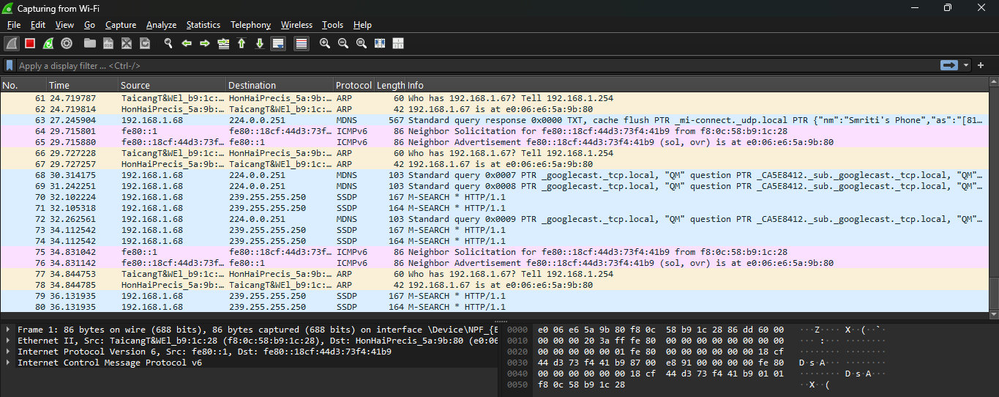 Capturing from Wi-Fi
File Edit View Go Capture Analyze Statistics Telephony Wireless Tools Help
Apply a display filter ... <Ctrl-/>
No. Time Source Destination Protocol Length Info
61 24.719787 TaicangT&WEl_b9:1c:… HonHaiPrecis_5a:9b:… ARP 60 Who has 192.168.1.67? Tell 192.168.1.254
62 24.719814 HonHaiPrecis_5a:9b:… TaicangT&WEl_b9:1c:… ARP 42 192.168.1.67 is at e0:06:e6:5a:9b:80
63 27.245904 192.168.1.68 224.0.0.251 MDNS 567 Standard query response 0x0000 TXT, cache flush PTR _mi-connect._udp.local PTR {"nm":"Smriti's Phone","as":"[81…
64 29.715801 fe80::1 fe80::18cf:44d3:73f… ICMPv6 86 Neighbor Solicitation for fe80::18cf:44d3:73f4:41b9 from f8:0c:58:b9:1c:28
65 29.715880 fe80::18cf:44d3:73f… fe80::1 ICMPv6 86 Neighbor Advertisement fe80::18cf:44d3:73f4:41b9 (sol, ovr) is at e0:06:e6:5a:9b:80
66 29.727228 TaicangT&WEl_b9:1c:… HonHaiPrecis_5a:9b:… ARP 60 Who has 192.168.1.67? Tell 192.168.1.254
67 29.727257 HonHaiPrecis_5a:9b:… TaicangT&WEl_b9:1c:… ARP 42 192.168.1.67 is at e0:06:e6:5a:9b:80
68 30.314175 192.168.1.68 224.0.0.251 MDNS 103 Standard query 0x0007 PTR _googlecast._tcp.local, "QM" question PTR _CA5E8412._sub._googlecast._tcp.local, "QM"…
69 31.242251 192.168.1.68 224.0.0.251 MDNS 103 Standard query 0x0008 PTR _googlecast._tcp.local, "QM" question PTR _CA5E8412._sub._googlecast._tcp.local, "QM"…
70 32.102224 192.168.1.68 239.255.255.250 SSDP 167 M-SEARCH * HTTP/1.1
71 32.105318 192.168.1.68 239.255.255.250 SSDP 164 M-SEARCH * HTTP/1.1
72 32.262561 192.168.1.68 224.0.0.251 MDNS 103 Standard query 0x0009 PTR _googlecast._tcp.local, "QM" question PTR _CA5E8412._sub._googlecast._tcp.local, "QM"…
73 34.112542 192.168.1.68 239.255.255.250 SSDP 167 M-SEARCH * HTTP/1.1
74 34.112542 192.168.1.68 239.255.255.250 SSDP 164 M-SEARCH * HTTP/1.1
75 34.831042 fe80::1 fe80::18cf:44d3:73f… ICMPv6 86 Neighbor Solicitation for fe80::18cf:44d3:73f4:41b9 from f8:0c:58:b9:1c:28
76 34.831142 fe80::18cf:44d3:73f… fe80::1 ICMPv6 86 Neighbor Advertisement fe80::18cf:44d3:73f4:41b9 (sol, ovr) is at e0:06:e6:5a:9b:80
77 34.844753 TaicangT&WEl_b9:1c:… HonHaiPrecis_5a:9b:… ARP 60 Who has 192.168.1.67? Tell 192.168.1.254
78 34.844785 HonHaiPrecis_5a:9b:… TaicangT&WEl_b9:1c:… ARP 42 192.168.1.67 is at e0:06:e6:5a:9b:80
79 36.131935 192.168.1.68 239.255.255.250 SSDP 167 M-SEARCH * HTTP/1.1
80 36.131935 192.168.1.68 239.255.255.250 SSDP 164 M-SEARCH * HTTP/1.1
Frame 1: 86 bytes on wire (688 bits), 86 bytes captured (688 bits) on interface \Device\NPF_{E
Ethernet II, Src: TaicangT&WEl_b9:1c:28 (f8:0c:58:b9:1c:28), Dst: HonHaiPrecis_5a:9b:80 (e0:06
Internet Protocol Version 6, Src: fe80::1, Dst: fe80::18cf:44d3:73f4:41b9
Internet Control Message Protocol v6
0000 e0 06 e6 5a 9b 80 f8 0c 58 b9 1c 28 86 dd 60 00 ···Z···· X··(··`·
0010 00 00 00 20 3a ff fe 80 00 00 00 00 00 00 00 00 ··· :··· ········
0020 00 00 00 00 00 01 fe 80 00 00 00 00 00 00 18 cf ········ ········
0030 44 d3 73 f4 41 b9 87 00 e8 91 00 00 00 00 fe 80 D·s·A··· ········
0040 00 00 00 00 00 00 18 cf 44 d3 73 f4 41 b9 01 01 ········ D·s·A···
0050 f8 0c 58 b9 1c 28 ··X··(